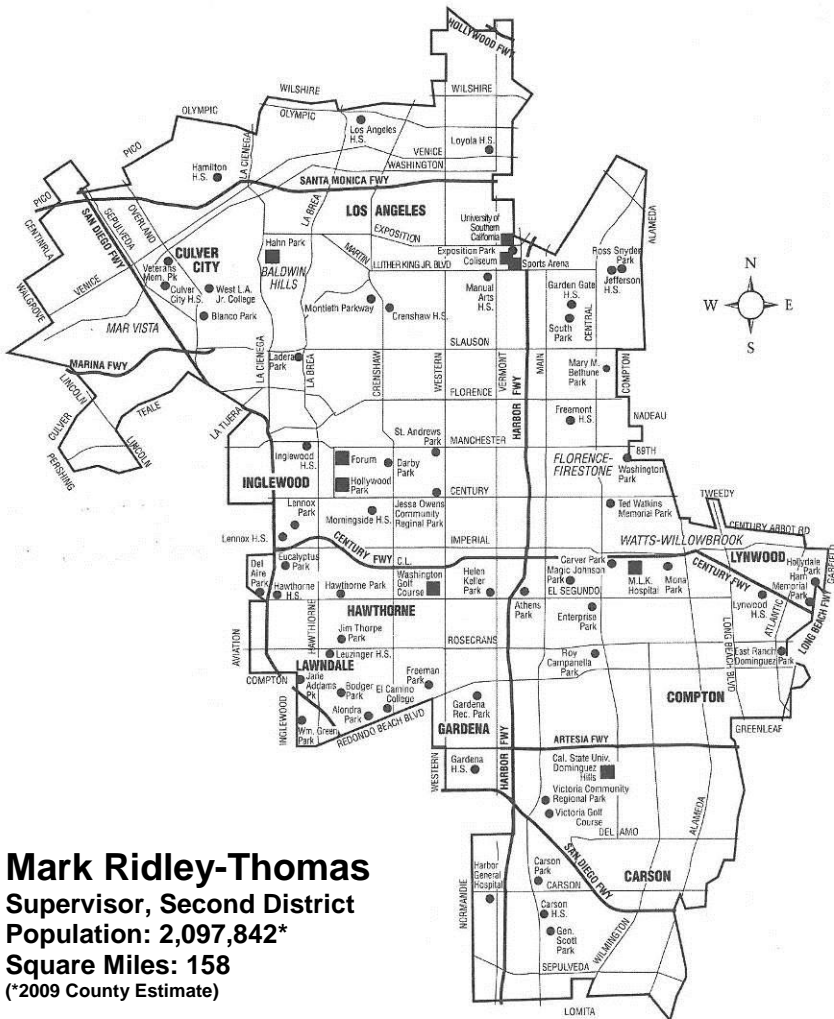 HOLLYWOOD FWY
WILSHIRE
WILSHIRE
OLYMPIC
OLYMPIC
Los Angeles
H.S.
Loyola H.S.
PICO
LA CIENEGA
VENICE
WASHINGTON
Hamilton
H.S.
LA BREA
PICO
SANTA MONICA FWY
ALAMEDA
SAN DIEGO FWY
SEPULVEDA
OVERLAND
LOS ANGELES
University of
Southern
California
CENTINELA
EXPOSITION
Exposition Park
Coliseum
Ross Snyder
Park
CULVER
CITY
Hahn Park
MARTIN
LUTHER KING JR. BLVD
Sports Arena
Veterans
Mem. Pk
BALDWIN
HILLS
Jefferson
H.S.
WALGROVE
VENICE
Culver
City H.S.
West L.A.
Jr. College
Manual
Arts
H.S.
Garden Gate
H.S.
CENTRAL
Montieth Parkway
Crenshaw H.S.
South
Park
Blanco Park
MAR VISTA
SLAUSON
MARINA FWY
LA CIENEGA
Ladera
Park
LA BREA
CRENSHAW
WESTERN
VERMONT
HARBOR FWY
MAIN
Mary M.
Bethune
Park
COMPTON
LINCOLN
FLORENCE
CULVER
TEALE
LA TIJERA
Freemont
H.S.
NADEAU
PERSHING
LINCOLN
St. Andrews
Park
MANCHESTER
Inglewood
H.S.
Forum
Darby
Park
FLORENCE-
FIRESTONE
89TH
Washington
Park
INGLEWOOD
Hollywood
Park
CENTURY
TWEEDY
Lennox
Park
Morningside H.S.
Jessa Owens
Community
Reginal Park
Ted Watkins
Memorial Park
CENTURY ABBOT RD
Lennox H.S.
IMPERIAL
WATTS-WILLOWBROOK
LYNWOOD
CENTURY
FWY
C.L.
Eucalyptus
Park
Del
Aire
Park
Washington
Golf
Course
Helen
Keller
Park
Carver Park
Magic Johnson
Park
EL SEGUNDO
M.L.K.
Hospital
Mona
Park
CENTURY FWY
Hollydale
Park
Ham
Memorial
Park
GARFIELD
Hawthorne
H.S.
Hawthorne Park
Athens
Park
Lynwood
H.S.
ATLANTIC
LONG BEACH FWY
HAWTHORNE
HAWTHORNE
Enterprise
Park
LONG BEACH BLVD
AVIATION
Jim Thorpe
Park
ROSECRANS
Leuzinger H.S.
Roy
Campanella
Park
East Ranch
Dominguez Park
LAWNDALE
COMPTON
Jane
Addams
Pk
Bodger
Park
El Camino
College
Freeman
Park
COMPTON
INGLEWOOD
Alondra
Park
Gardena
Rec. Park
Wm. Green
Park
REDONDO BEACH BLVD
GARDENA
GREENLEAF
ARTESIA FWY
WESTERN
Gardena
H.S.
HARBOR FWY
Cal. State Univ.
Dominguez
Hills
Victoria Community
Regional Park
Victoria Golf
Course
ALAMEDA
DEL AMO
SAN DIEGO FWY
Harbor
General
Hospital
Carson
Park
CARSON
CARSON
NORMANDIE
Carson
H.S.
Gen.
Scott
Park
WILMINGTON
SEPULVEDA
LOMITA
N
W
E
S
Mark Ridley-Thomas
Supervisor, Second District
Population: 2,097,842*
Square Miles: 158
(*2009 County Estimate)